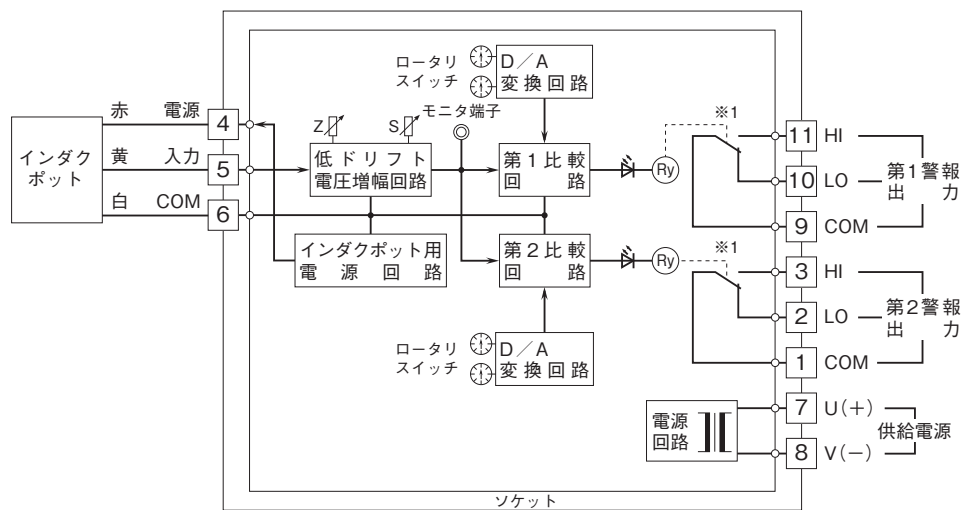 ロータリ
スイッチ
D／A
変換回路
モニタ端子
Z
S
※1
赤 電源
4
インダク
ポット
黄 入力
5
白 COM
6
低ドリフト
電圧増幅回路
第1比較
回路
Ry
11 HI
10 LO
9 COM
第1警報
出力
インダクポット用
電源回路
第2比較
回路
Ry
※1
3 HI
2 LO
1 COM
第2警報
出力
ロータリ
スイッチ
D／A
変換回路
電源
回路
7 U(＋)
8 V(－)
供給電源
ソケット